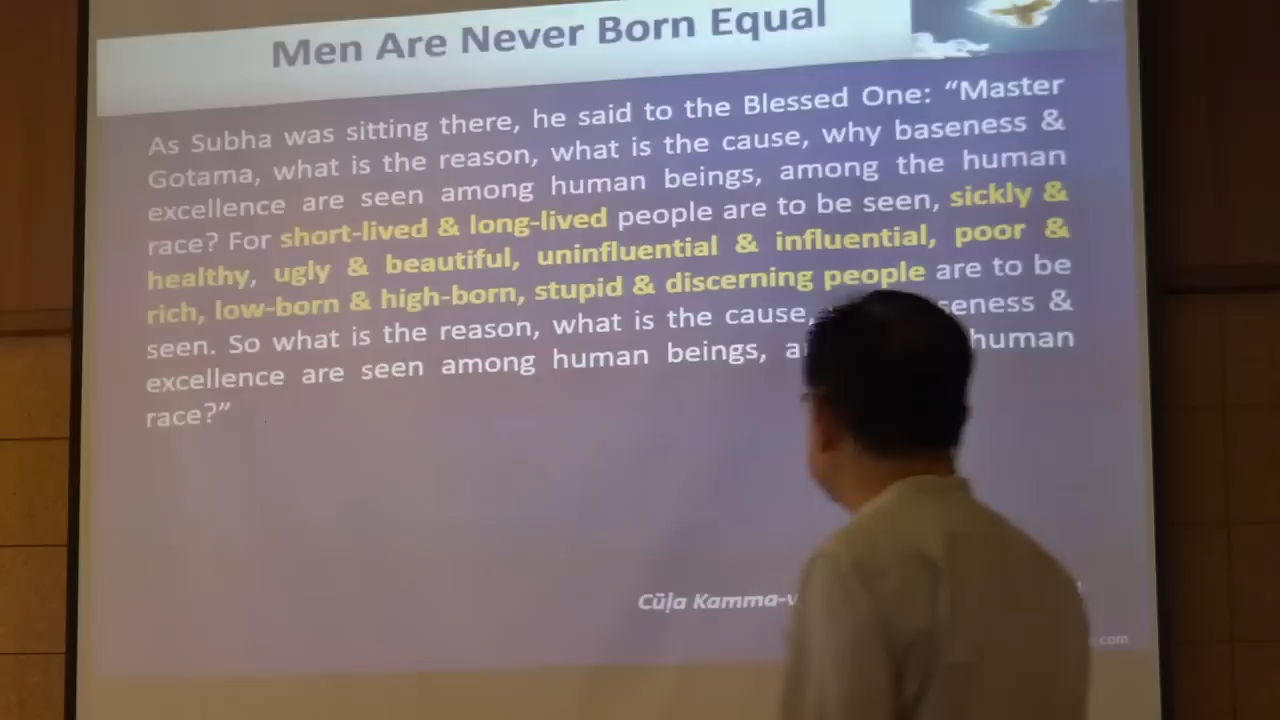 Men Are Never Born Equal
As Subha was sitting there, he said to the Blessed One: “Master
Gotama, what is the reason, what is the cause, why baseness &
excellence are seen among human beings, among the human
race? For short-lived & long-lived people are to be seen, sickly &
healthy, ugly & beautiful, uninfluential & influential, poor &
rich, low-born & high-born, stupid & discerning people are to be
seen. So what is the reason, what is the cause, &
excellence are seen among human beings, human
race?”
Cūḷa Kamma-v
com